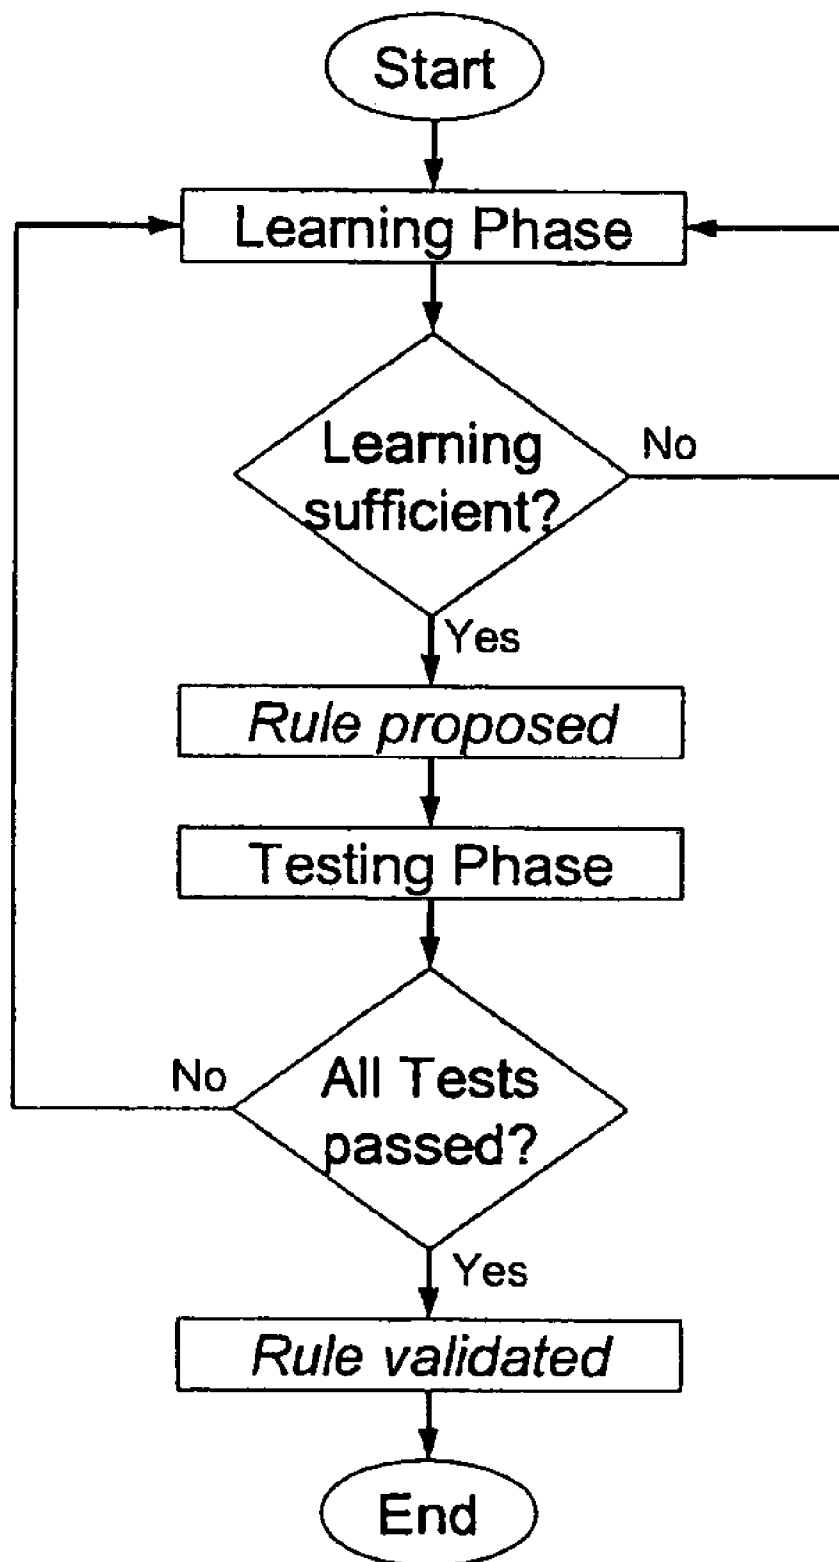 Start
Learning Phase
Learning
sufficient?
No
Yes
Rule proposed
Testing Phase
No
All Tests
passed?
Yes
Rule validated
End